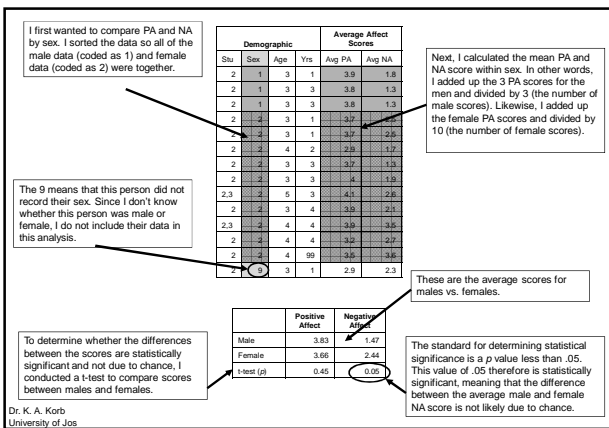 I first wanted to compare PA and NA
by sex. I sorted the data so all of the
male data (coded as 1) and female
data (coded as 2) were together.
Demographic Average Affect
Scores
Stu Sex Age Yrs Avg PA Avg NA
2 1 3 1 3.9 1.8
2 1 3 3 3.8 1.3
2 1 3 3 3.8 1.3
2 2 3 1 3.7 2.5
2 2 3 1 3.7 2.5
2 2 4 2 2.9 1.7
2 2 3 3 3.7 1.3
2 2 3 3 4 1.9
2,3 2 5 3 4.1 2.6
2 2 3 4 3.9 2.1
2,3 2 4 4 3.9 3.5
2 2 4 4 3.2 2.7
2 2 4 99 3.5 3.6
2 9 3 1 2.9 2.3
Next, I calculated the mean PA and
NA score within sex. In other words,
I added up the 3 PA scores for the
men and divided by 3 (the number of
male scores). Likewise, I added up
the female PA scores and divided by
10 (the number of female scores).
The 9 means that this person did not
record their sex. Since I don't know
whether this person was male or
female, I do not include their data in
this analysis.
These are the average scores for
males vs. females.
Positive Affect Negative Affect
Male 3.83 1.47
Female 3.66 2.44
t-test (p) 0.45 0.05
To determine whether the differences
between the scores are statistically
significant and not due to chance, I
conducted a t-test to compare scores
between males and females.
The standard for determining statistical
significance is a p value less than .05.
This value of .05 therefore is statistically
significant, meaning that the difference
between the average male and female
NA score is not likely due to chance.
Dr. K. A. Korb
University of Jos